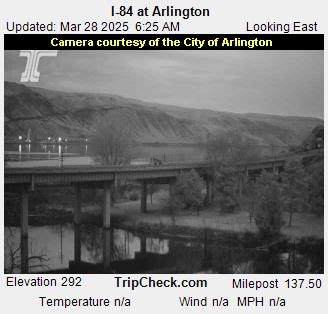 I-84 at Arlington
Updated: Mar 28 2025 6:25 AM Looking East
Camera courtesy of the City of Arlington
Elevation 292 TripCheck.com Milepost 137.50
Temperature n/a Wind n/a MPH n/a